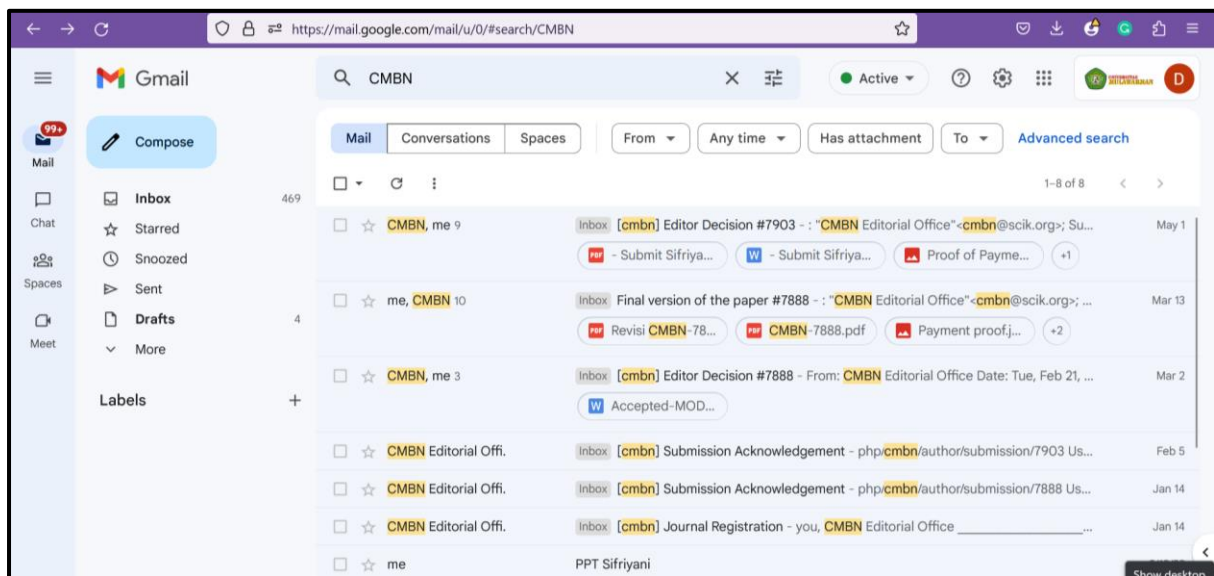 https://mail.google.com/mail/u/0/#search/CMBN
Gmail
CMBN
Active
UNIVERSITAS
MULAWARMAN
D
99+
Mail
Chat
Spaces
Meet
Compose
Inbox 469
Starred
Snoozed
Sent
Drafts 4
More
Labels
Mail Conversations Spaces From Any time Has attachment To Advanced search
1–8 of 8
CMBN, me 9 Inbox [cmbn] Editor Decision #7903 - : "CMBN Editorial Office"<cmbn@scik.org>; Su... May 1
PDF - Submit Sifriya... W - Submit Sifriya... Proof of Payme... +1
me, CMBN 10 Inbox Final version of the paper #7888 - : "CMBN Editorial Office"<cmbn@scik.org>; ... Mar 13
PDF Revisi CMBN-78... PDF CMBN-7888.pdf Payment proof.j... +2
CMBN, me 3 Inbox [cmbn] Editor Decision #7888 - From: CMBN Editorial Office Date: Tue, Feb 21, ... Mar 2
W Accepted-MOD...
CMBN Editorial Offi. Inbox [cmbn] Submission Acknowledgement - php/cmbn/author/submission/7903 Us... Feb 5
CMBN Editorial Offi. Inbox [cmbn] Submission Acknowledgement - php/cmbn/author/submission/7888 Us... Jan 14
CMBN Editorial Offi. Inbox [cmbn] Journal Registration - you, CMBN Editorial Office ____________________... Jan 14
me PPT Sifriyani
Show desktop